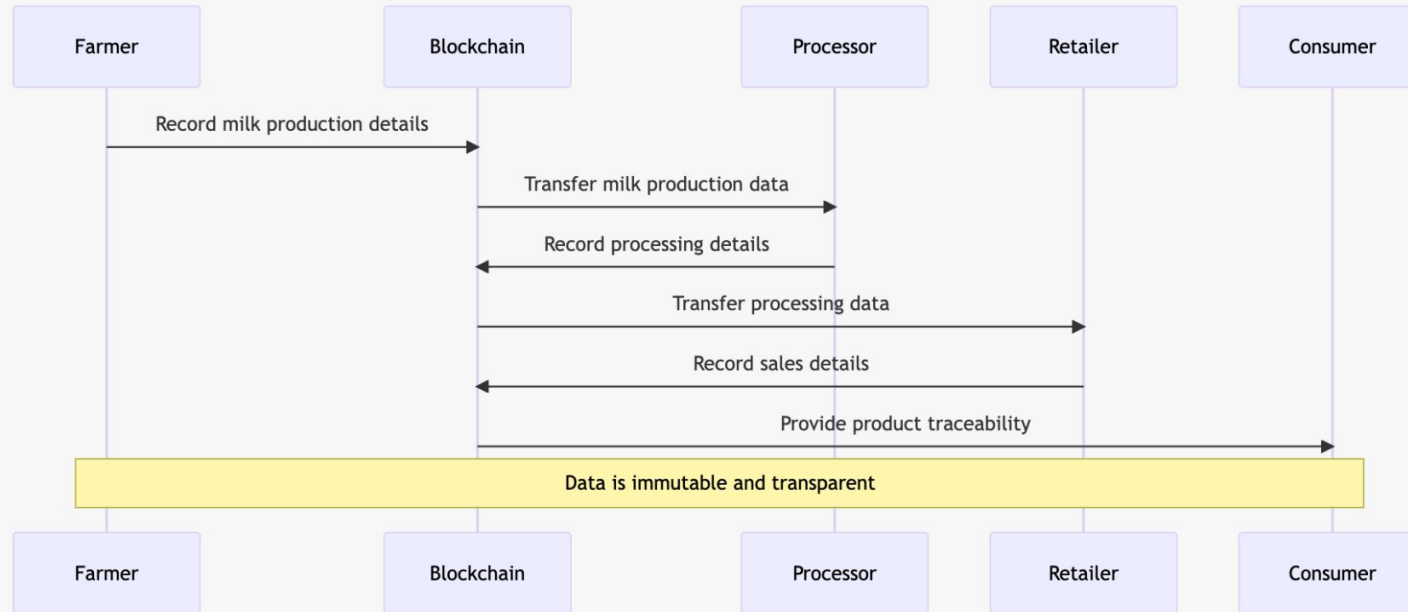 Farmer
Blockchain
Processor
Retailer
Consumer
Record milk production details
Transfer milk production data
Record processing details
Transfer processing data
Record sales details
Provide product traceability
Data is immutable and transparent
Farmer
Blockchain
Processor
Retailer
Consumer